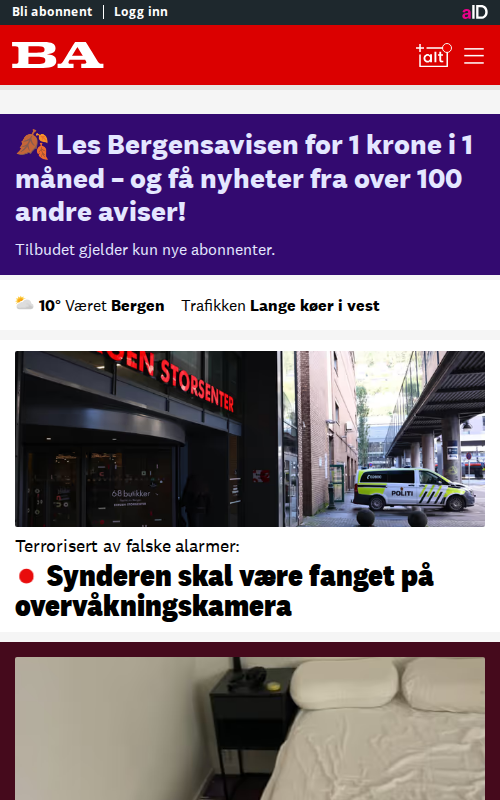 Bli abonnent
Logg inn
aID
BA
+alt
🍂 Les Bergensavisen for 1 krone i 1
måned – og få nyheter fra over 100
andre aviser!
Tilbudet gjelder kun nye abonnenter.
10° Været Bergen
Trafikken Lange køer i vest
STORSENTER
68 butikker
POLITI
Terrorisert av falske alarmer:
Synderen skal være fanget på
overvåkningskamera